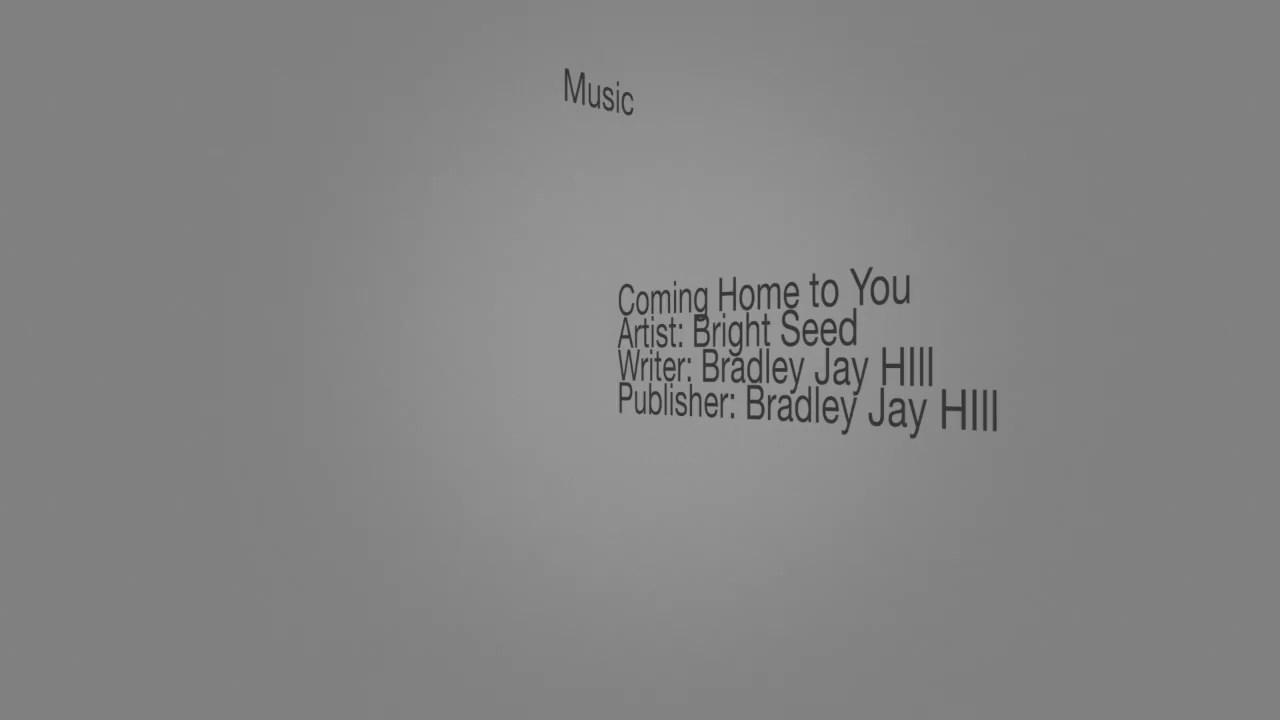 Music
Coming Home to You
Artist: Bright Seed
Writer: Bradley Jay HIll
Publisher: Bradley Jay HIll